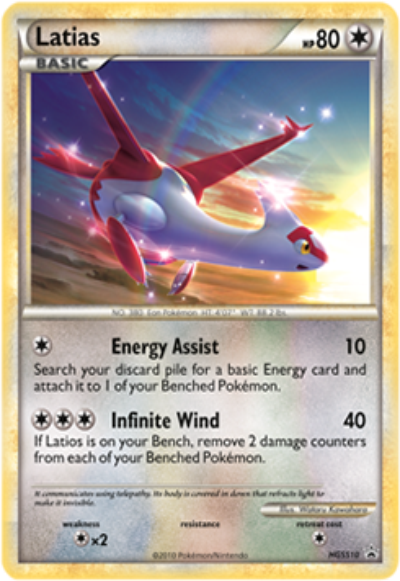 Latias HP 80
BASIC
NO. 380 Eon Pokémon HT: 4'07" WT: 88.2 lbs.
Energy Assist 10
Search your discard pile for a basic Energy card and
attach it to 1 of your Benched Pokémon.
Infinite Wind 40
If Latios is on your Bench, remove 2 damage counters
from each of your Benched Pokémon.
It communicates using telepathy. Its body is covered in down that refracts light to
make it invisible.
Illus. Wataru Kawahara
weakness resistance retreat cost
×2
©2010 Pokémon/Nintendo HGSS10